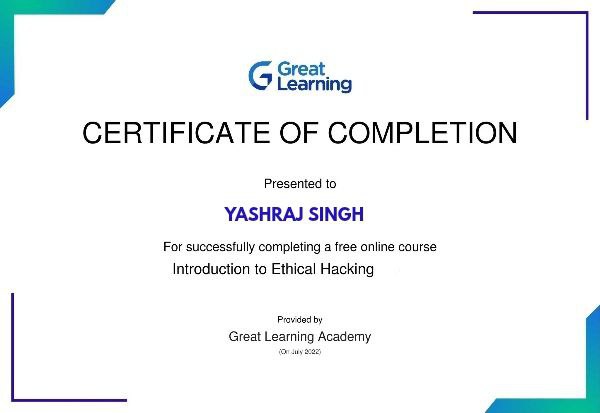 Great
Learning
CERTIFICATE OF COMPLETION
Presented to
YASHRAJ SINGH
For successfully completing a free online course
Introduction to Ethical Hacking
Provided by
Great Learning Academy
(On July 2022)